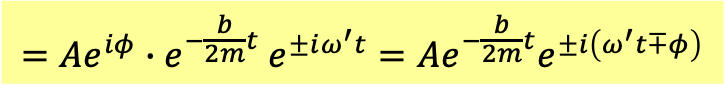 = Ae^{iϕ} · e^{-\frac{b}{2m}t} e^{±iω′t} = Ae^{-\frac{b}{2m}t} e^{±i(ω′t∓ϕ)}